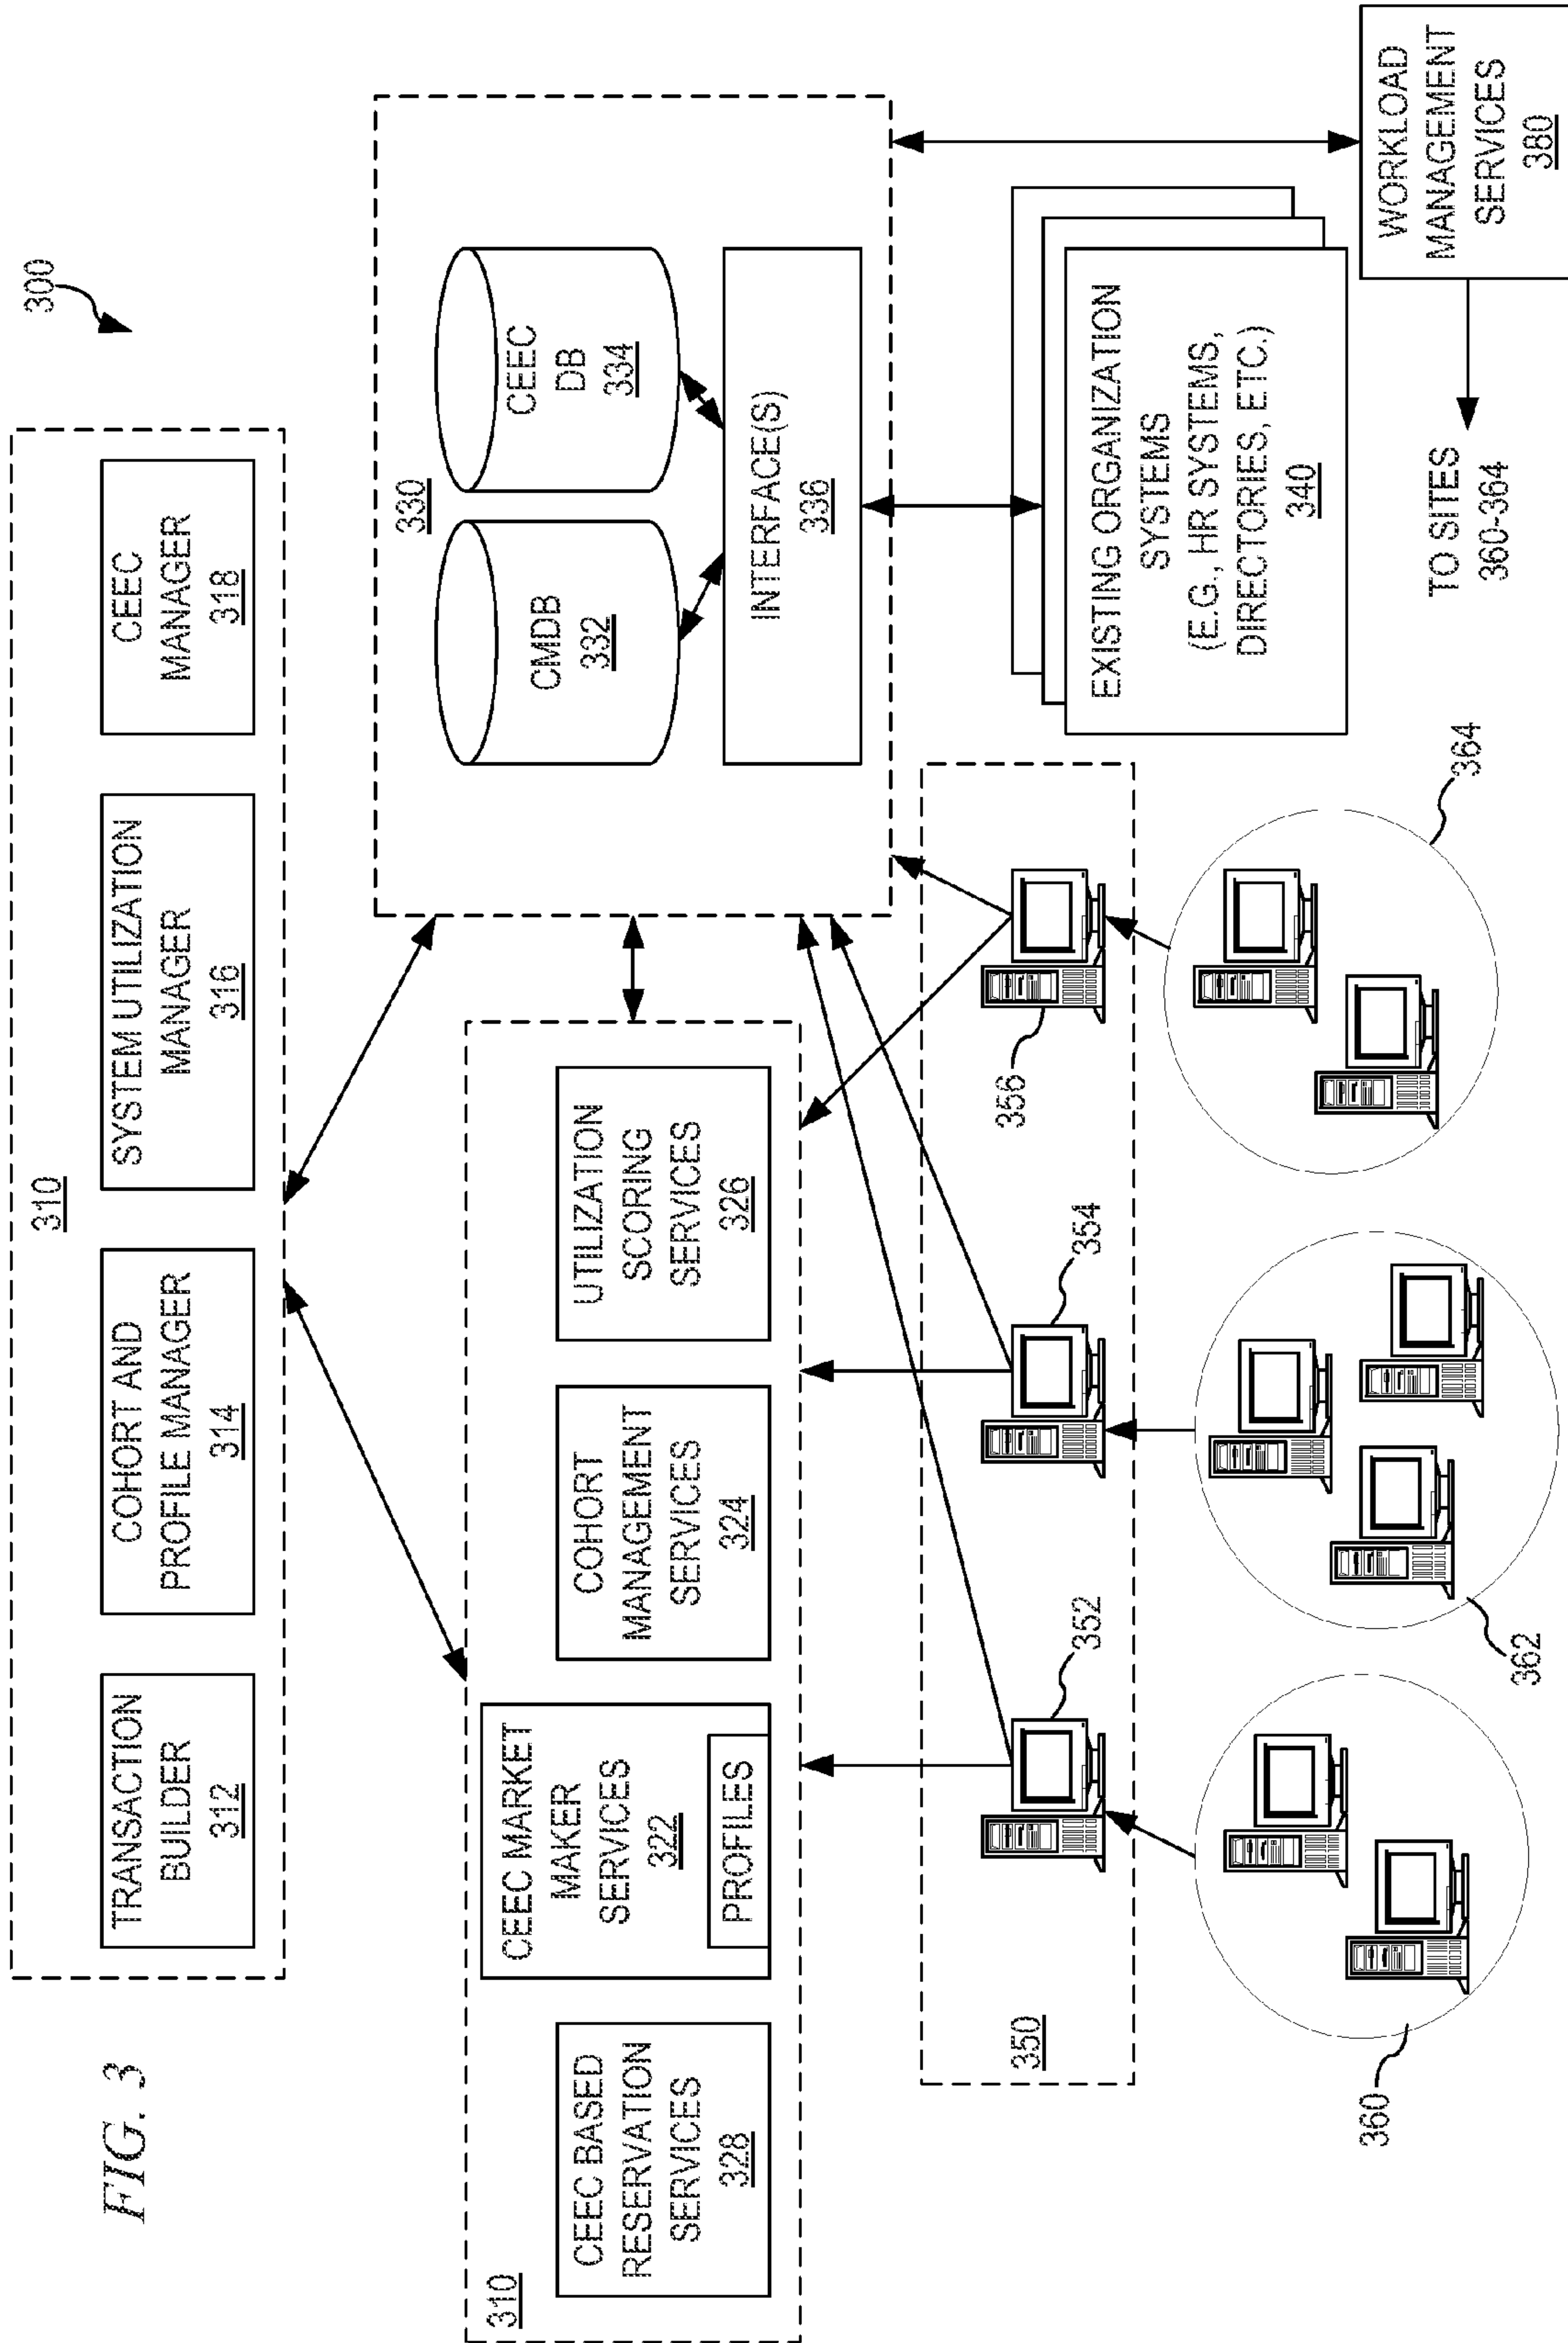 FIG. 3
300
310
TRANSACTION
BUILDER
312
COHORT AND
PROFILE MANAGER
314
SYSTEM UTILIZATION
MANAGER
316
CEEC
MANAGER
318
310
CEEC BASED
RESERVATION
SERVICES
328
CEEC MARKET
MAKER
SERVICES
322
PROFILES
COHORT
MANAGEMENT
SERVICES
324
UTILIZATION
SCORING
SERVICES
326
330
CMDB
332
CEEC
DB
334
INTERFACE(S)
336
EXISTING ORGANIZATION
SYSTEMS
(E.G., HR SYSTEMS,
DIRECTORIES, ETC.)
340
350
352
354
356
360
362
364
TO SITES
360-364
WORKLOAD
MANAGEMENT
SERVICES
380